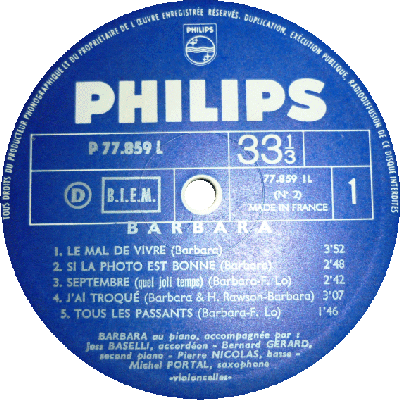 TOUS DROITS DU PRODUCTEUR PHONOGRAPHIQUE ET DU PROPRIÉTAIRE DE L'ŒUVRE ENREGISTRÉE RÉSERVÉS. DUPLICATION, EXÉCUTION PUBLIQUE, RADIODIFFUSION DE CE DISQUE INTERDITES
PHILIPS
PHILIPS
P 77.859 L
33 1/3
D
B.I.E.M.
77.859 1L
(N° 2)
MADE IN FRANCE
1
BARBARA
1. LE MAL DE VIVRE (Barbara) 3'52
2. SI LA PHOTO EST BONNE (Barbara) 2'48
3. SEPTEMBRE (quel joli temps) (Barbara-F. Lo) 2'42
4. J'AI TROQUÉ (Barbara & H. Rawson-Barbara) 3'07
5. TOUS LES PASSANTS (Barbara-F. Lo) 1'46
BARBARA au piano, accompagnée par :
Joss BASELLI, accordéon - Bernard GERARD,
second piano - Pierre NICOLAS, basse -
Michel PORTAL, saxophone
-violoncelles-